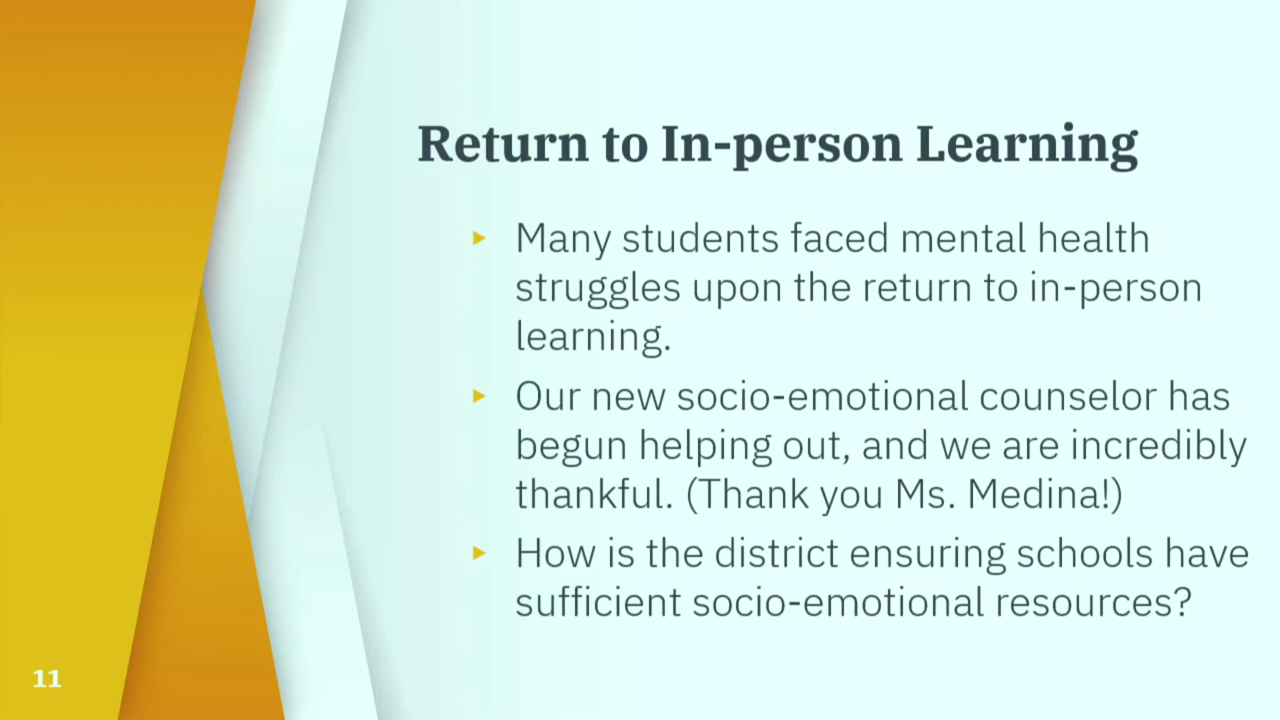 Return to In-person Learning
▸ Many students faced mental health
struggles upon the return to in-person
learning.
▸ Our new socio-emotional counselor has
begun helping out, and we are incredibly
thankful. (Thank you Ms. Medina!)
▸ How is the district ensuring schools have
sufficient socio-emotional resources?
11